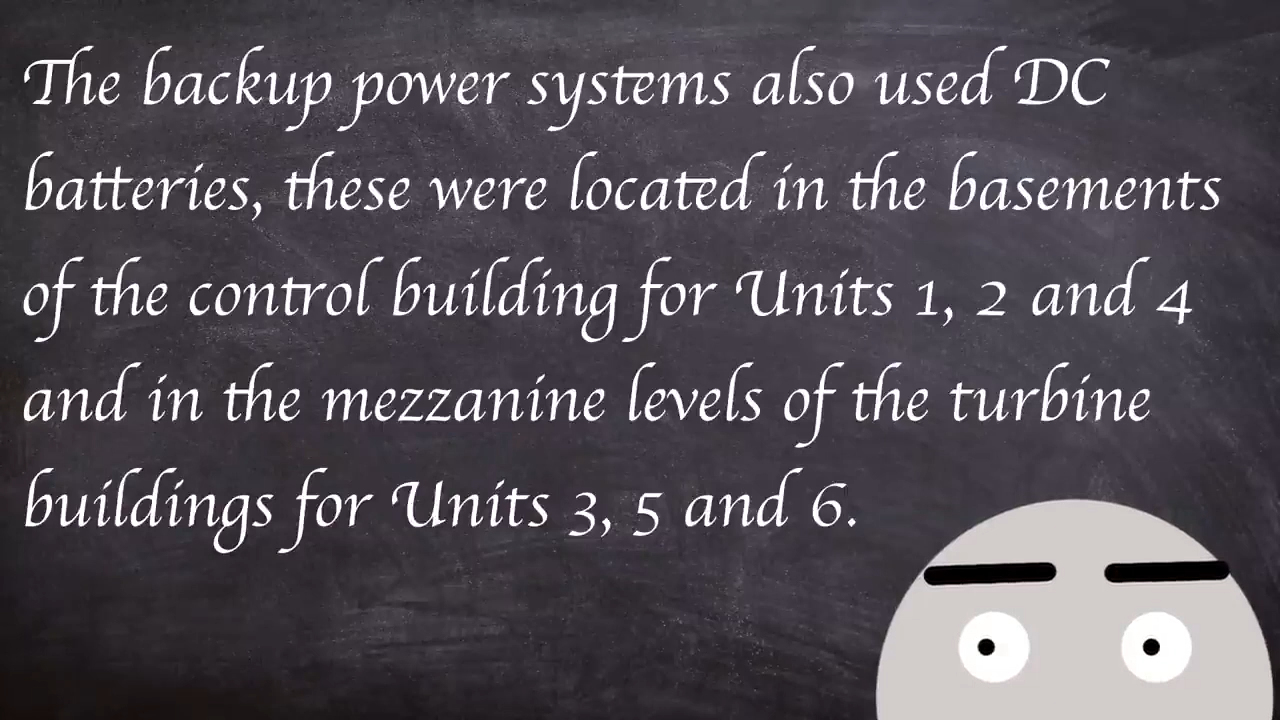 The backup power systems also used DC
batteries, these were located in the basements
of the control building for Units 1, 2 and 4
and in the mezzanine levels of the turbine
buildings for Units 3, 5 and 6.